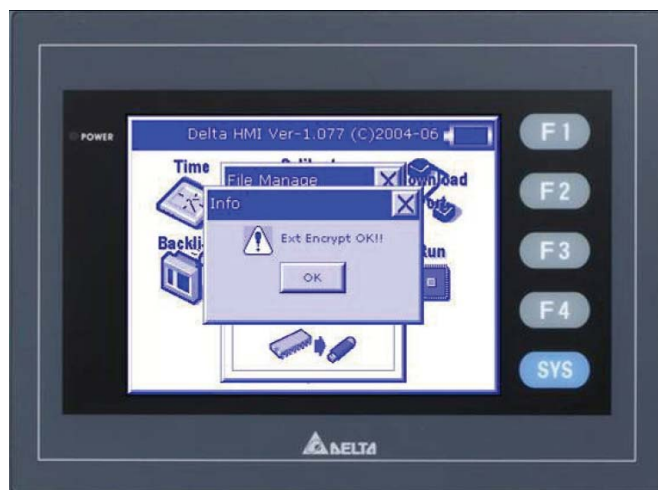 POWER
Delta HMI Ver-1.077 (C)2004-06
Time
File Manage
Info
Ext Encrypt OK!!
OK
Run
F1
F2
F3
F4
SYS
DELTA